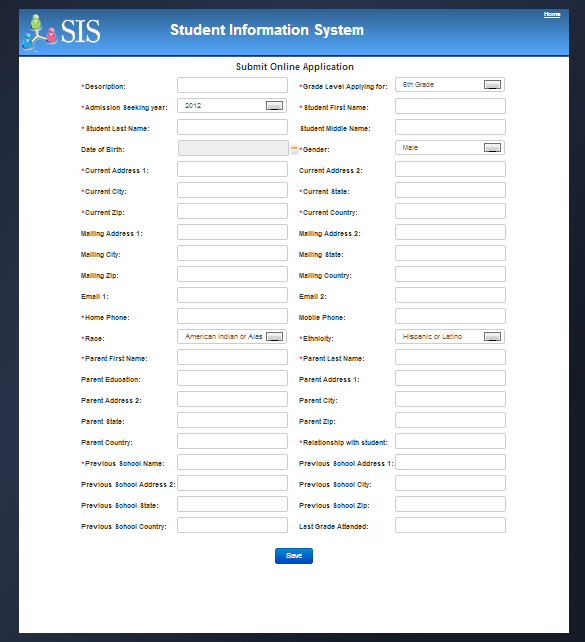 Home
SIS
Student Information System
Submit Online Application
*Description: *Grade Level Applying for: 6th Grade
*Admission Seeking year: 2012 * Student First Name:
* Student Last Name: Student Middle Name:
Date of Birth: *Gender: Male
*Current Address 1: Current Address 2:
*Current City: *Current State:
*Current Zip: *Current Country:
Mailing Address 1: Mailing Address 2:
Mailing City: Mailing State:
Mailing Zip: Mailing Country:
Email 1: Email 2:
*Home Phone: Mobile Phone:
*Race: American Indian or Alas *Ethnicity: Hispanic or Latino
*Parent First Name: *Parent Last Name:
Parent Education: Parent Address 1:
Parent Address 2: Parent City:
Parent State: Parent Zip:
Parent Country: *Relationship with student:
*Previous School Name: Previous School Address 1:
Previous School Address 2: Previous School City:
Previous School State: Previous School Zip:
Previous School Country: Last Grade Attended:
Save